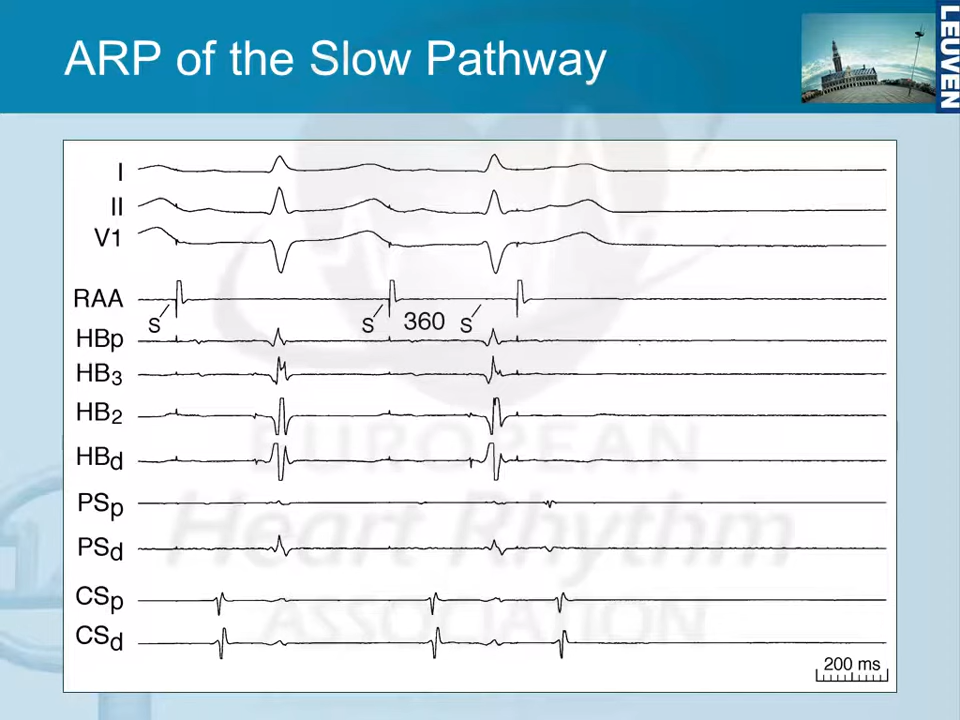 ARP of the Slow Pathway
LEUVEN
I
II
V1
RAA
S
S
360
S
HBp
HB3
HB2
HBd
PSp
PSd
CSp
CSd
200 ms
EUROPEAN
Heart Rhythm
ASSOCIATION